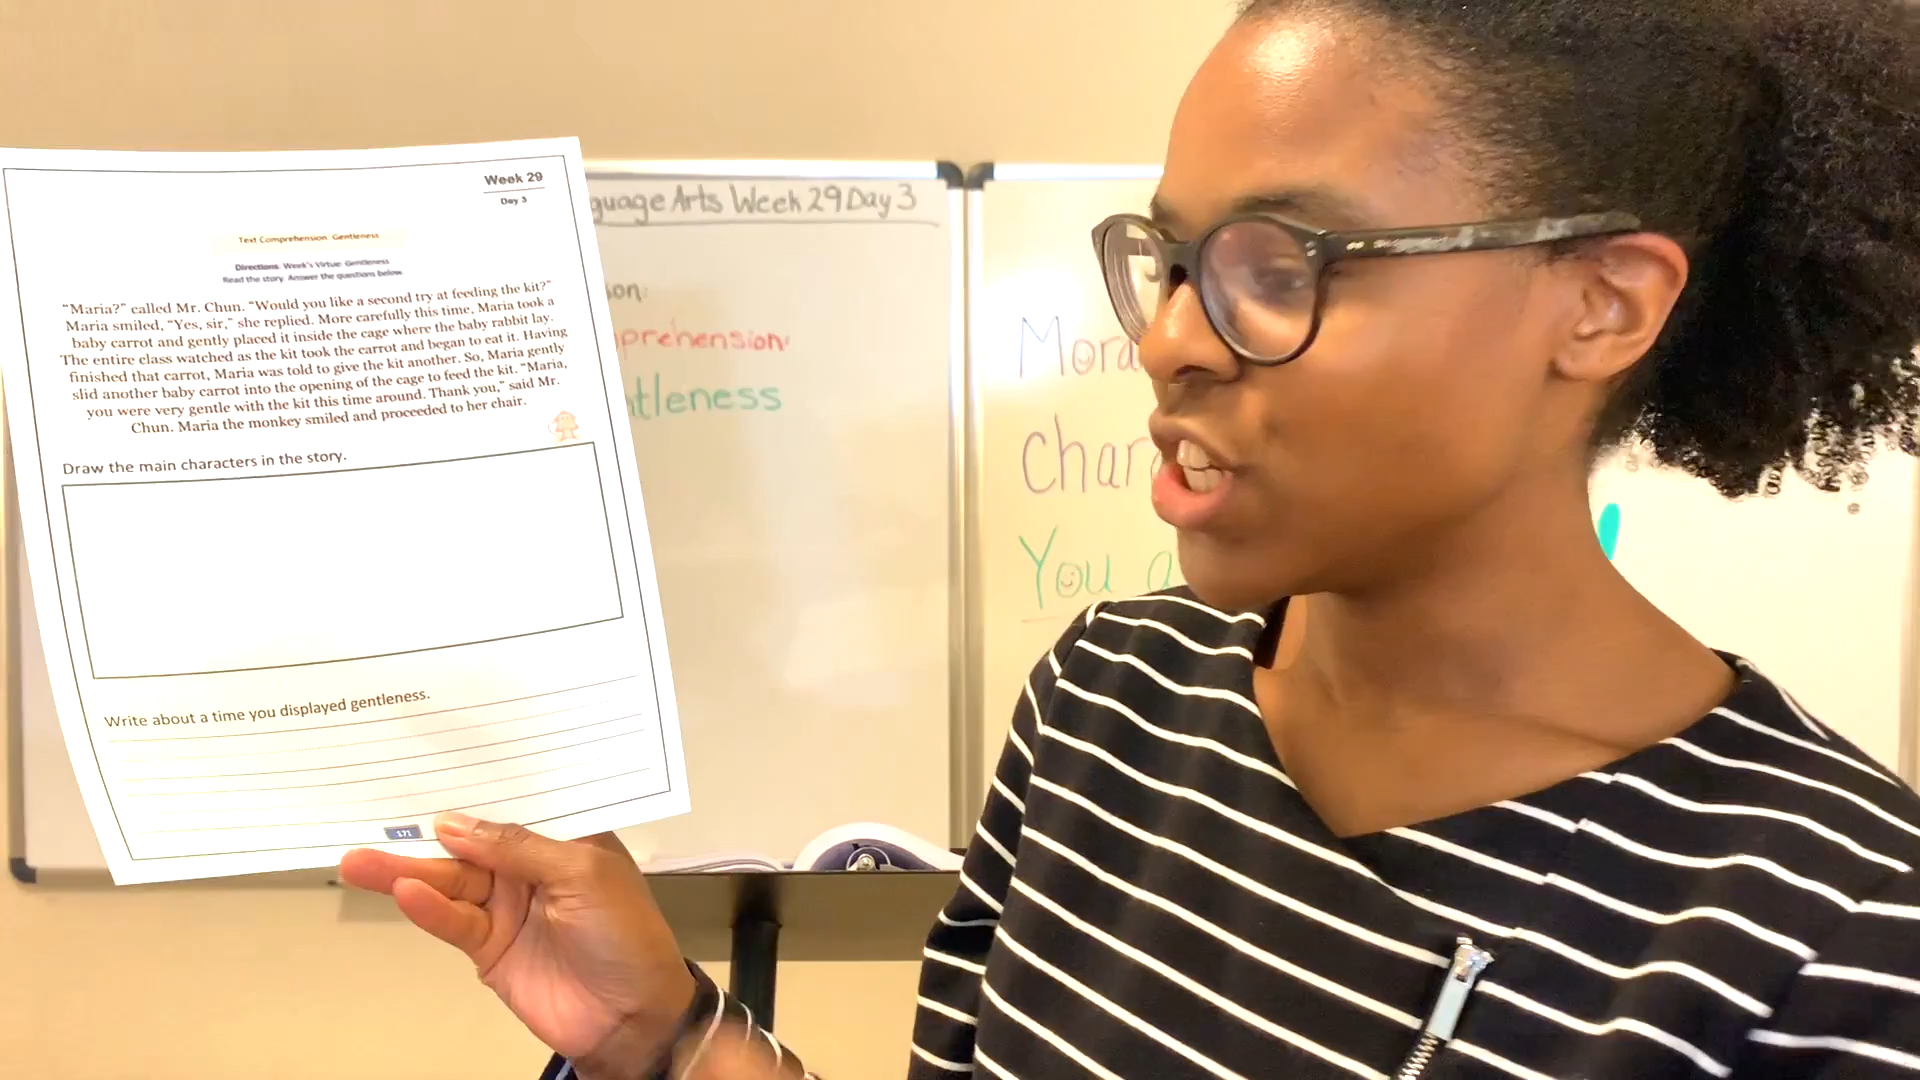 Week 29
Day 3
Text Comprehension: Gentleness
Directions: Week's Virtue: Gentleness
Read the story. Answer the questions below.
“Maria?” called Mr. Chun. “Would you like a second try at feeding the kit?”
Maria smiled, “Yes, sir,” she replied. More carefully this time, Maria took a
baby carrot and gently placed it inside the cage where the baby rabbit lay.
The entire class watched as the kit took the carrot and began to eat it. Having
finished that carrot, Maria was told to give the kit another. So, Maria gently
slid another baby carrot into the opening of the cage to feed the kit. “Maria,
you were very gentle with the kit this time around. Thank you,” said Mr.
Chun. Maria the monkey smiled and proceeded to her chair.
Draw the main characters in the story.
Write about a time you displayed gentleness.
171
guage Arts Week 29 Day 3
son:
prehension:
tleness
Mora
Char
You a